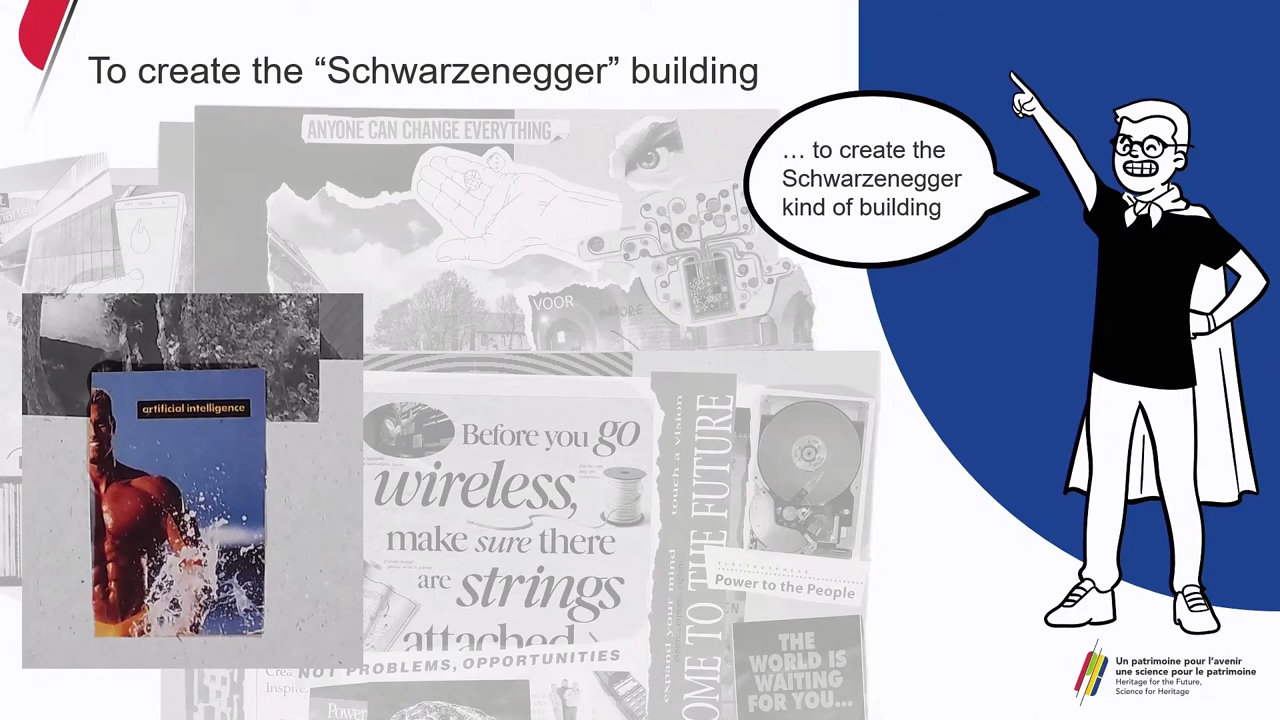 To create the “Schwarzenegger” building
… to create the
Schwarzenegger
kind of building
ANYONE CAN CHANGE EVERYTHING
VOOR
artificial intelligence
Before you go
wireless,
make sure there
are strings
attached
NOT PROBLEMS, OPPORTUNITIES
Inspire.
Power
expand your mind
touch a vision
OME TO THE FUTURE
Power to the People
THE
WORLD IS
WAITING
FOR YOU...
Un patrimoine pour l’avenir
une science pour le patrimoine
Heritage for the Future,
Science for Heritage